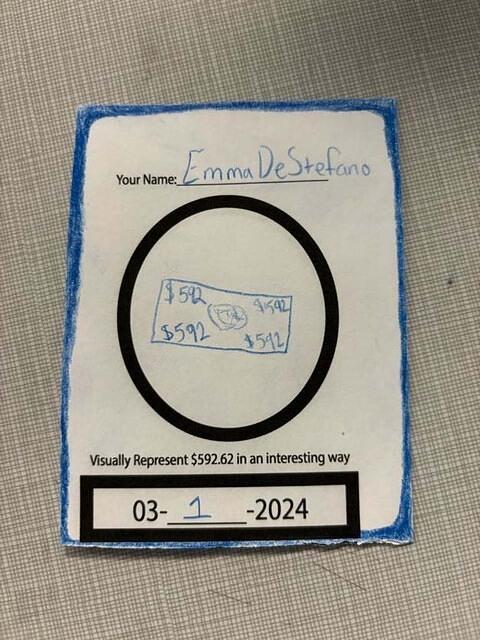 Your Name: Emma DeStefano
$592 $592
$592 $592
Visually Represent $592.62 in an interesting way
03- 1 -2024